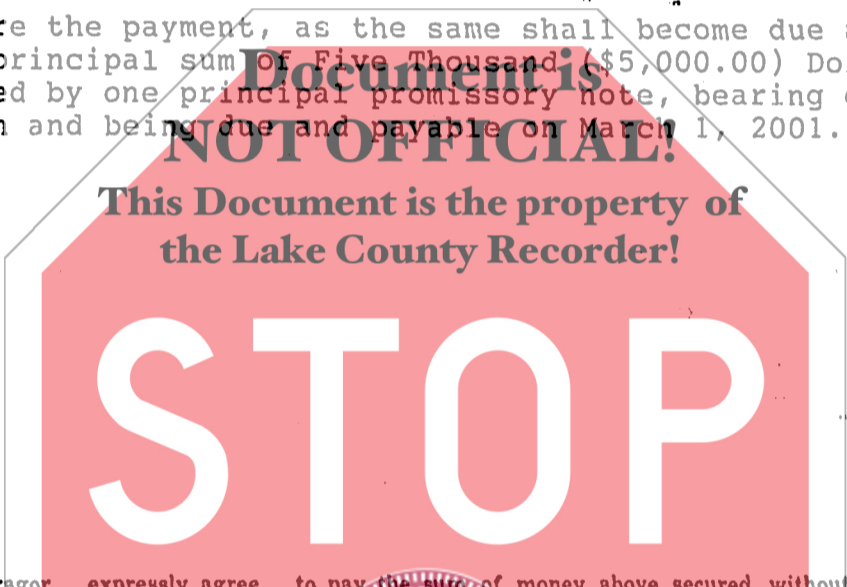 re the payment, as the same shall become due
principal sum of Five Thousand ($5,000.00) Do
Document is
ed by one principal promissory note, bearing
and being due and payable on March 1, 2001.
NOT OFFICIAL!
This Document is the property of
the Lake County Recorder!
STOP
agor expressly agree to pay the sum of money above secured without